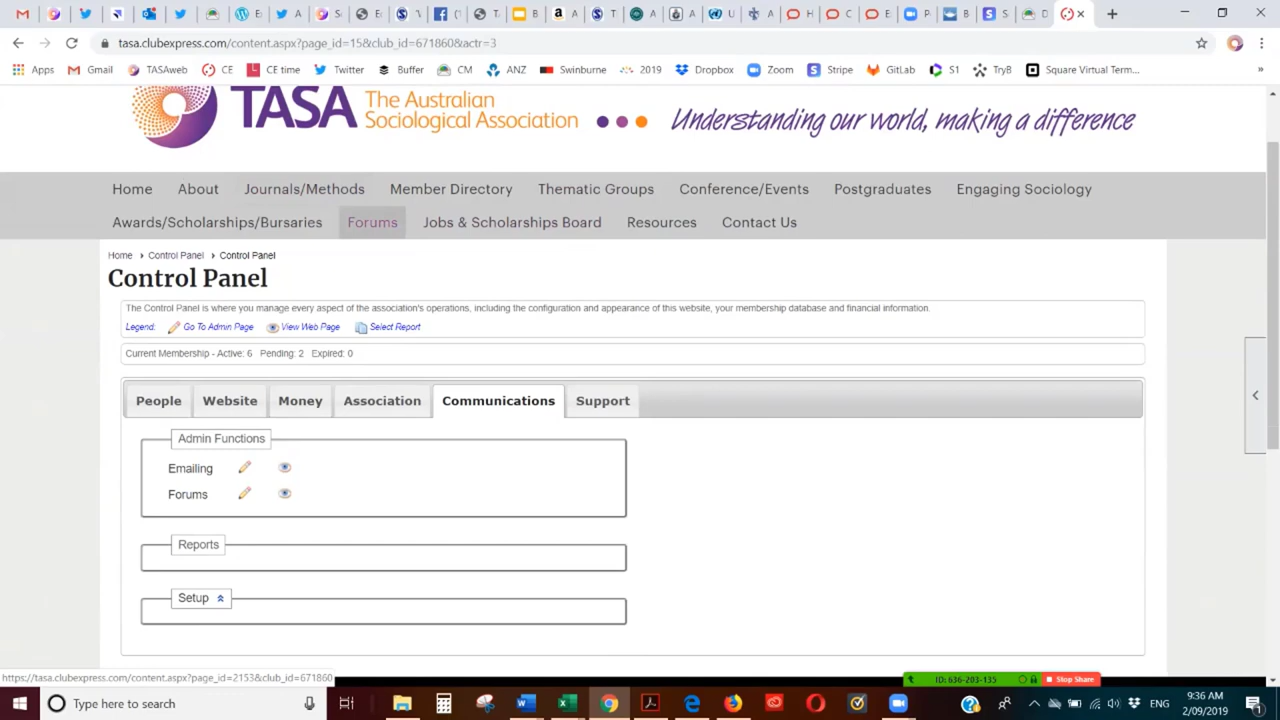 tasa.clubexpress.com/content.aspx?page_id=15&club_id=671860&actr=3
Apps Gmail TASAweb CE CE time Twitter Buffer CM ANZ Swinburne 2019 Dropbox Zoom Stripe GitLab S1 TryB Square Virtual Term... »
TASA The Australian Sociological Association
Understanding our world, making a difference
Home About Journals/Methods Member Directory Thematic Groups Conference/Events Postgraduates Engaging Sociology
Awards/Scholarships/Bursaries Forums Jobs & Scholarships Board Resources Contact Us
Home › Control Panel › Control Panel
Control Panel
The Control Panel is where you manage every aspect of the association's operations, including the configuration and appearance of this website, your membership database and financial information.
Legend: Go To Admin Page View Web Page Select Report
Current Membership - Active: 6 Pending: 2 Expired: 0
People Website Money Association Communications Support
Admin Functions
Emailing
Forums
Reports
Setup
https://tasa.clubexpress.com/content.aspx?page_id=2153&club_id=671860
ID: 636-203-135 Stop Share
Type here to search
ENG
9:36 AM
2/09/2019